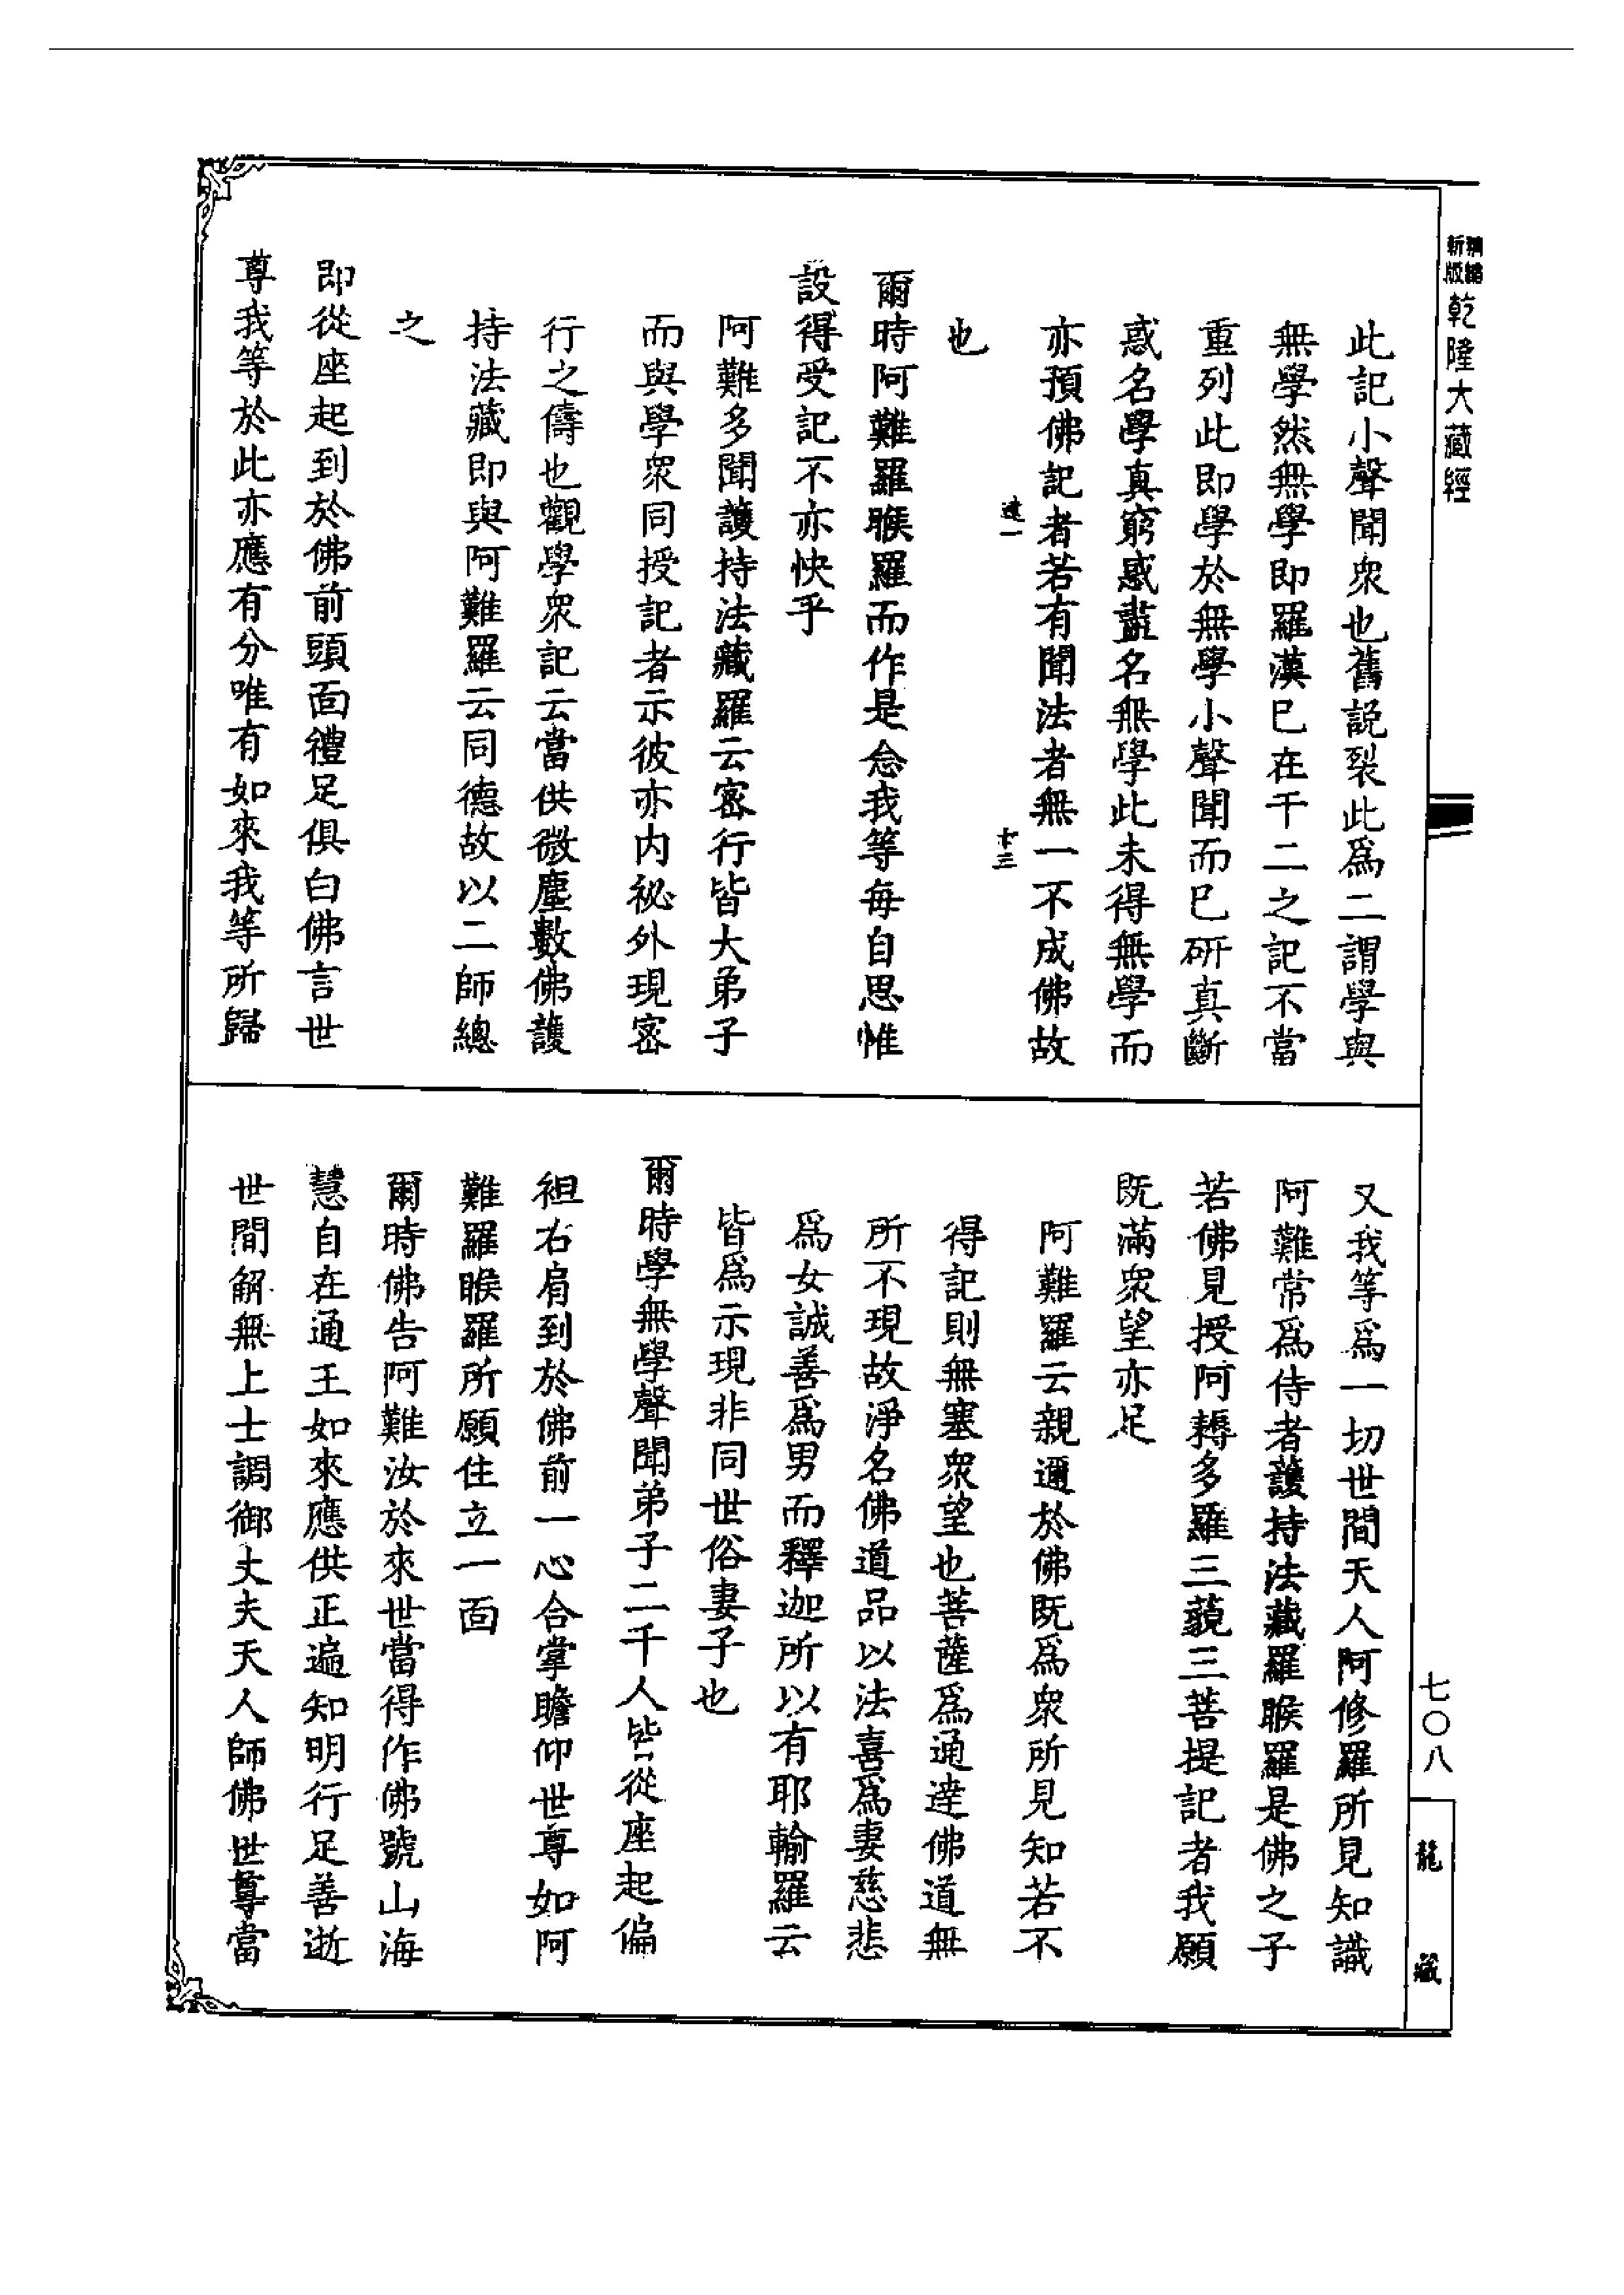 新版
精縮
乾隆大藏經
此記小聲聞衆也舊説裂此爲二謂學與
無學然無學即羅漢巳在千二之記不當
重列此即學於無學小聲聞而巳研真斷
惑名學真窮惑盡名無學此未得無學而
亦預佛記者若有聞法者無一不成佛故
也
十三
爾時阿難羅睺羅而作是念我等每自思惟
設得受記不亦快乎
阿難多聞護持法藏羅云密行皆大弟子
而與學衆同授記者示彼亦内祕外現密
行之儔也觀學衆記云當供微塵數佛護
持法藏即與阿難羅云同德故以二師總
之
即從座起到於佛前頭面禮足俱白佛言世
尊我等於此亦應有分唯有如來我等所歸
又我等爲一切世間天人阿修羅所見知識
阿難常爲侍者護持法藏羅睺羅是佛之子
若佛見授阿耨多羅三藐三菩提記者我願
既滿衆望亦足
阿難羅云親邇於佛既爲衆所見知若不
得記則無塞衆望也菩薩爲通達佛道無
所不現故淨名佛道品以法喜爲妻慈悲
爲女誠善爲男而釋迦所以有耶輸羅云
皆爲示現非同世俗妻子也
爾時學無學聲聞弟子二千人皆從座起偏
袒右肩到於佛前一心合掌瞻仰世尊如阿
難羅睺羅所願住立一面
爾時佛告阿難汝於來世當得作佛號山海
慧自在通王如來應供正遍知明行足善逝
世間解無上士調御丈夫天人師佛世尊當
七〇八
龍藏